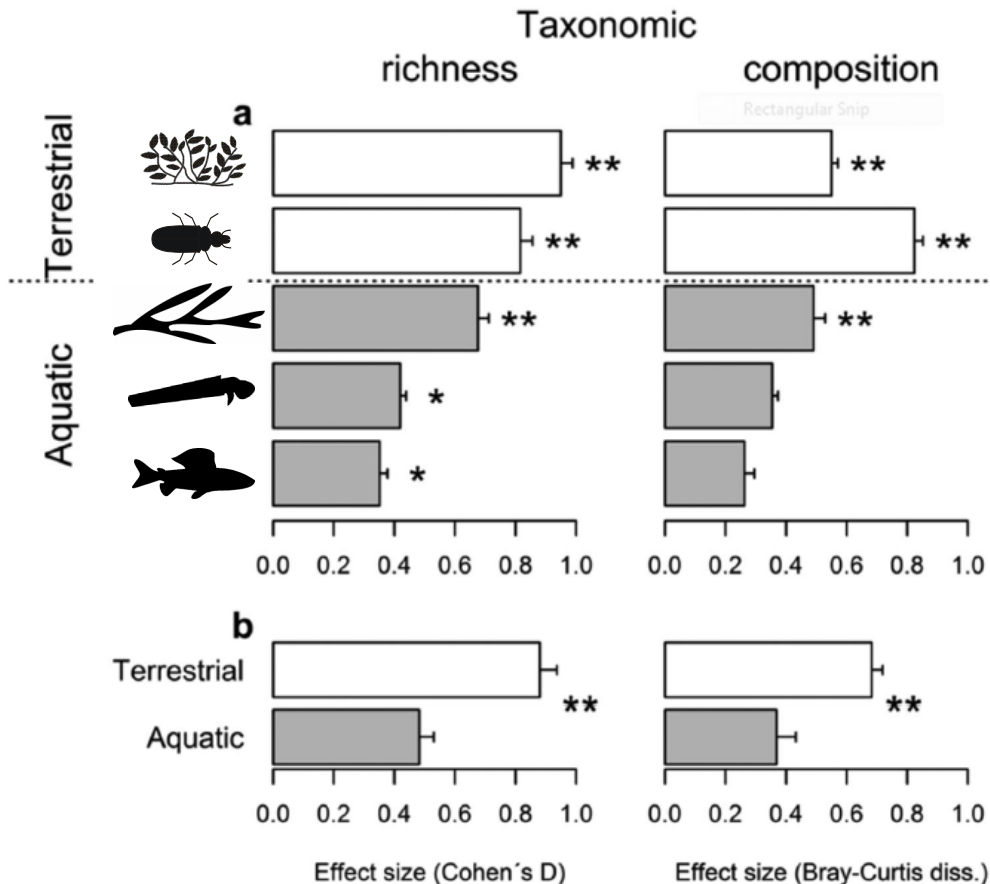 Taxonomic
richness composition
Rectangular Snip
a
Terrestrial
** **
** **
Aquatic
** **
*
*
0.0 0.2 0.4 0.6 0.8 1.0 0.0 0.2 0.4 0.6 0.8 1.0
b
Terrestrial
** **
Aquatic
0.0 0.2 0.4 0.6 0.8 1.0 0.0 0.2 0.4 0.6 0.8 1.0
Effect size (Cohen´s D) Effect size (Bray-Curtis diss.)